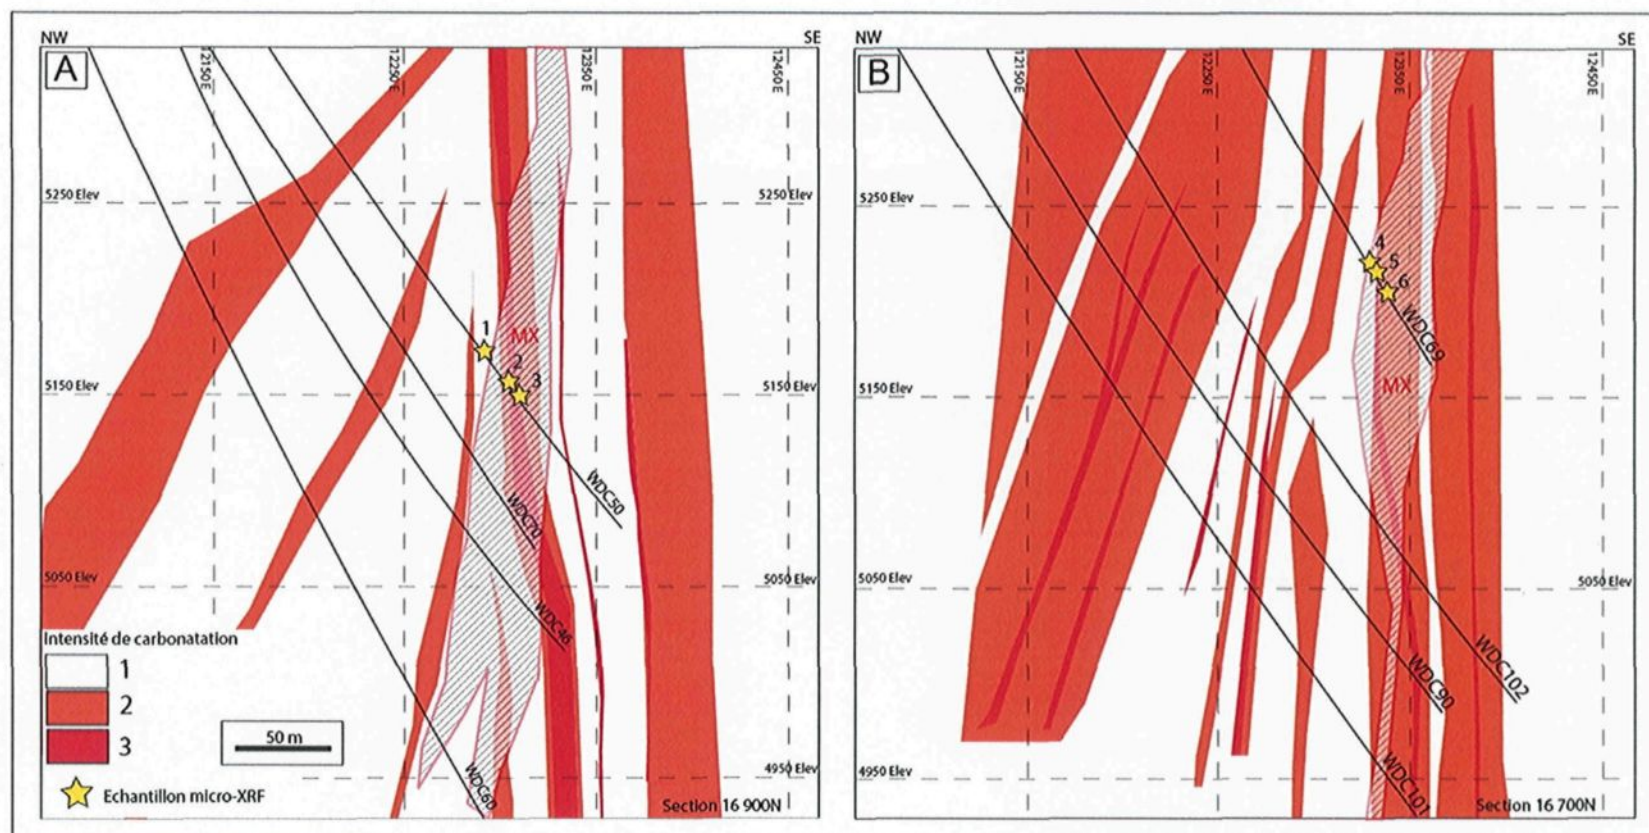 NW
SE
A
12150 E
12250 E
12350 E
12450 E
5250 Elev
5250 Elev
1
MX
2
3
5150 Elev
5150 Elev
WDC50
WDC70
5050 Elev
5050 Elev
WDC46
Intensité de carbonatation
1
2
3
50 m
4950 Elev
WDC60
Echantillon micro-XRF
Section 16 900N
NW
SE
B
12150 E
12250 E
12350 E
12450 E
5250 Elev
4
5
6
WDC69
MX
5150 Elev
5050 Elev
5050 Elev
WDC102
WDC90
4950 Elev
WDC101
Section 16 700N